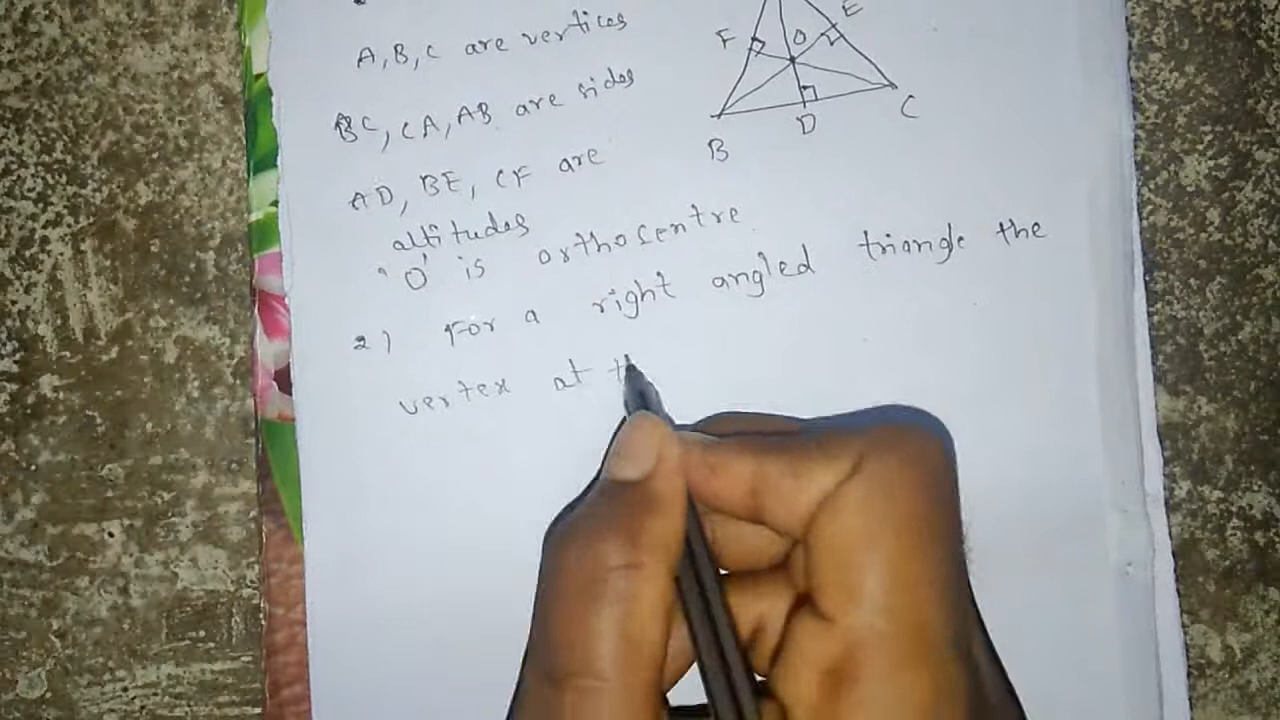 A, B, C are vertices
BC, CA, AB are sides
AD, BE, CF are
altitudes
'O' is orthocentre
2) For a right angled triangle the
vertex at t
F
E
O
B
D
C